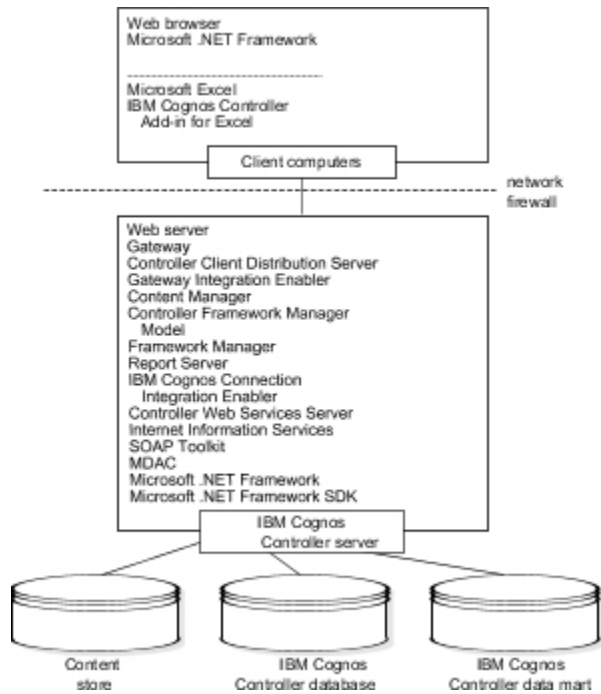 Web browser
Microsoft .NET Framework
Microsoft Excel
IBM Cognos Controller
Add-in for Excel
Client computers
network
firewall
Web server
Gateway
Controller Client Distribution Server
Gateway Integration Enabler
Content Manager
Controller Framework Manager
Model
Framework Manager
Report Server
IBM Cognos Connection
Integration Enabler
Controller Web Services Server
Internet Information Services
SOAP Toolkit
MDAC
Microsoft .NET Framework
Microsoft .NET Framework SDK
IBM Cognos
Controller server
Content
store
IBM Cognos
Controller database
IBM Cognos
Controller data mart